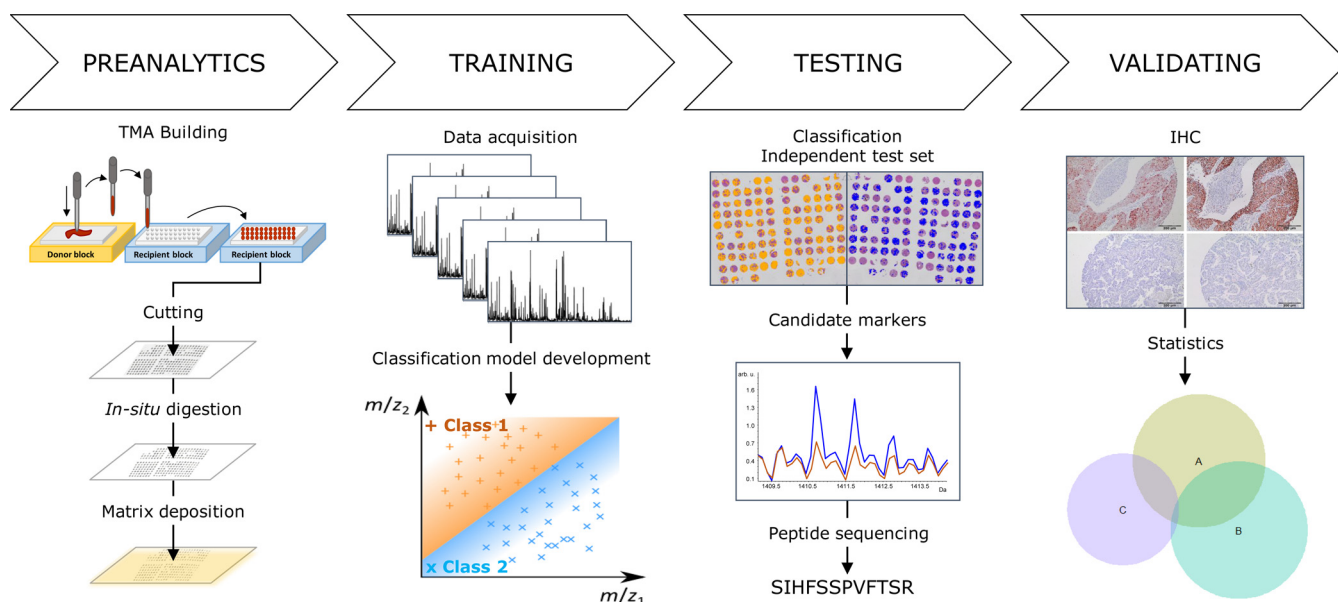 PREANALYTICS
TRAINING
TESTING
VALIDATING
TMA Building
Donor block
Recipient block
Recipient block
Cutting
In-situ digestion
Matrix deposition
Data acquisition
Classification model development
m/z2
+ Class 1
x Class 2
m/z1
Classification
Independent test set
Candidate markers
arb. u.
1.6
1.3
1.0
0.7
0.4
0.1
1409.5 1410.5 1411.5 1412.5 1413.5
Da
Peptide sequencing
SIHFSSPVFTSR
IHC
Statistics
A
C
B